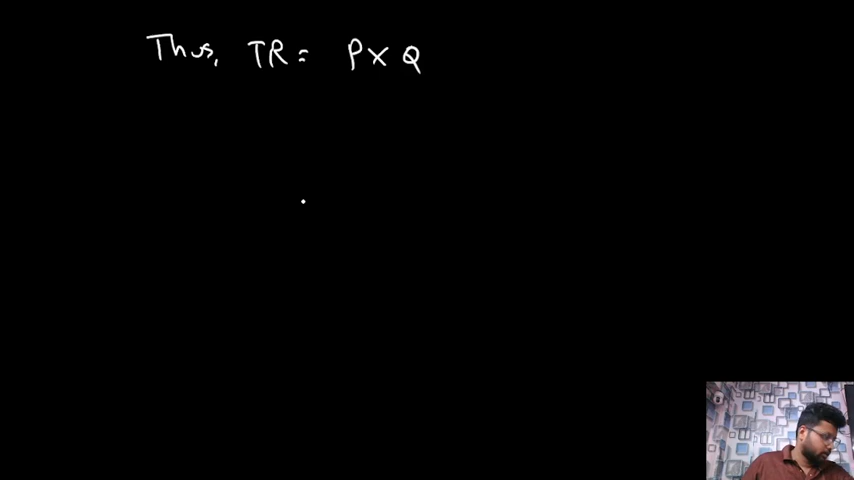 Thus, TR = P × Q